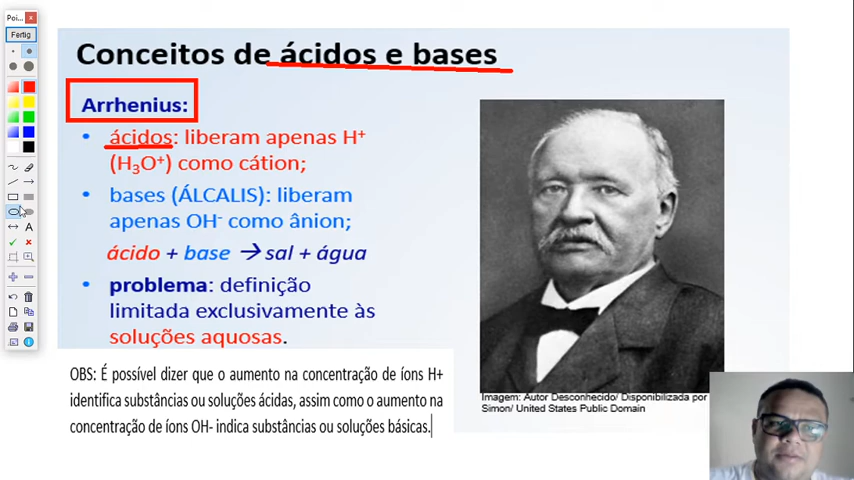 Poi...
Fertig
Conceitos de ácidos e bases
Arrhenius:
• ácidos: liberam apenas H⁺
(H₃O⁺) como cátion;
• bases (ÁLCALIS): liberam
apenas OH⁻ como ânion;
ácido + base → sal + água
• problema: definição
limitada exclusivamente às
soluções aquosas.
OBS: É possível dizer que o aumento na concentração de íons H+
identifica substâncias ou soluções ácidas, assim como o aumento na
concentração de íons OH- indica substâncias ou soluções básicas.
Imagem: Autor Desconhecido/ Disponibilizada por
Simon/ United States Public Domain